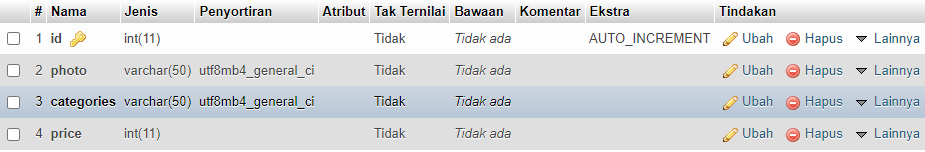 # Nama Jenis Penyortiran Atribut Tak Ternilai Bawaan Komentar Ekstra Tindakan
1 id int(11) Tidak Tidak ada AUTO_INCREMENT Ubah Hapus Lainnya
2 photo varchar(50) utf8mb4_general_ci Tidak Tidak ada Ubah Hapus Lainnya
3 categories varchar(50) utf8mb4_general_ci Tidak Tidak ada Ubah Hapus Lainnya
4 price int(11) Tidak Tidak ada Ubah Hapus Lainnya